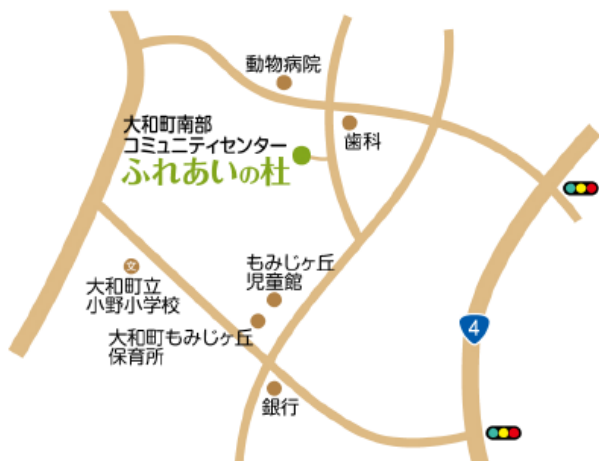 動物病院
大和町南部
コミュニティセンター
ふれあいの杜
歯科
文
大和町立
小野小学校
もみじヶ丘
児童館
大和町もみじヶ丘
保育所
4
銀行